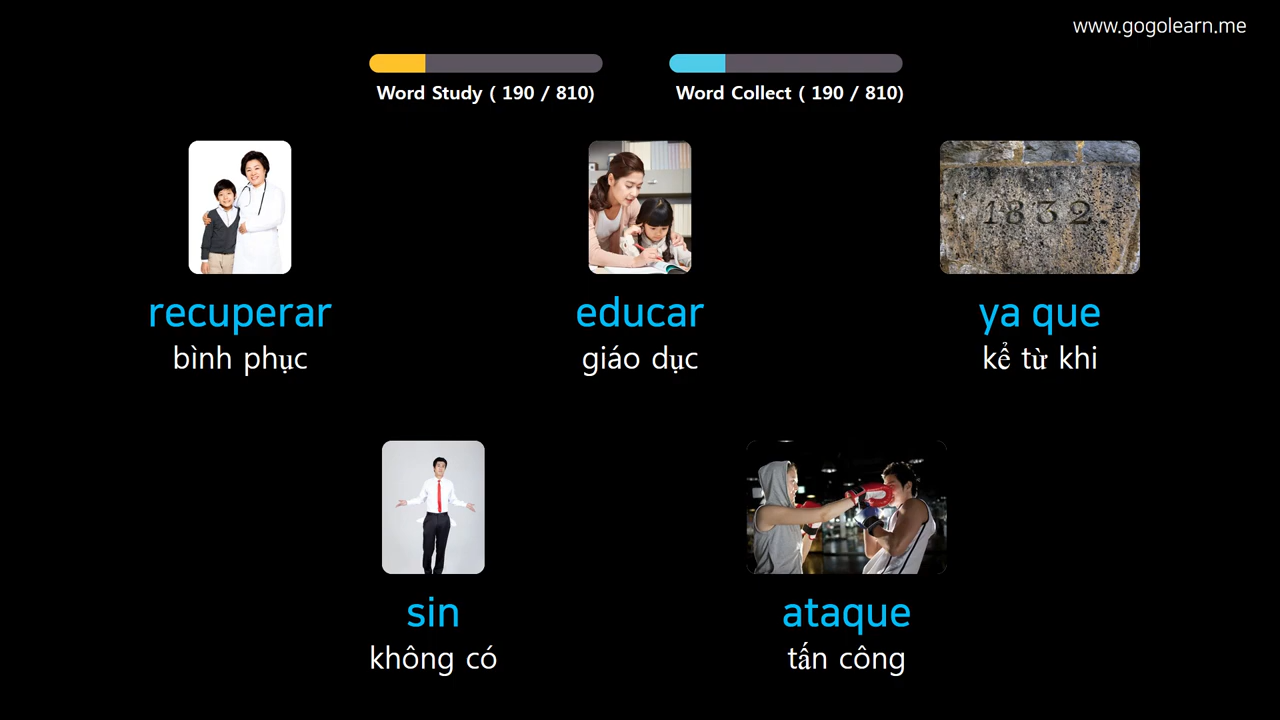 www.gogolearn.me
Word Study ( 190 / 810)
Word Collect ( 190 / 810)
1832.
recuperar
bình phục
educar
giáo dục
ya que
kể từ khi
sin
không có
ataque
tấn công